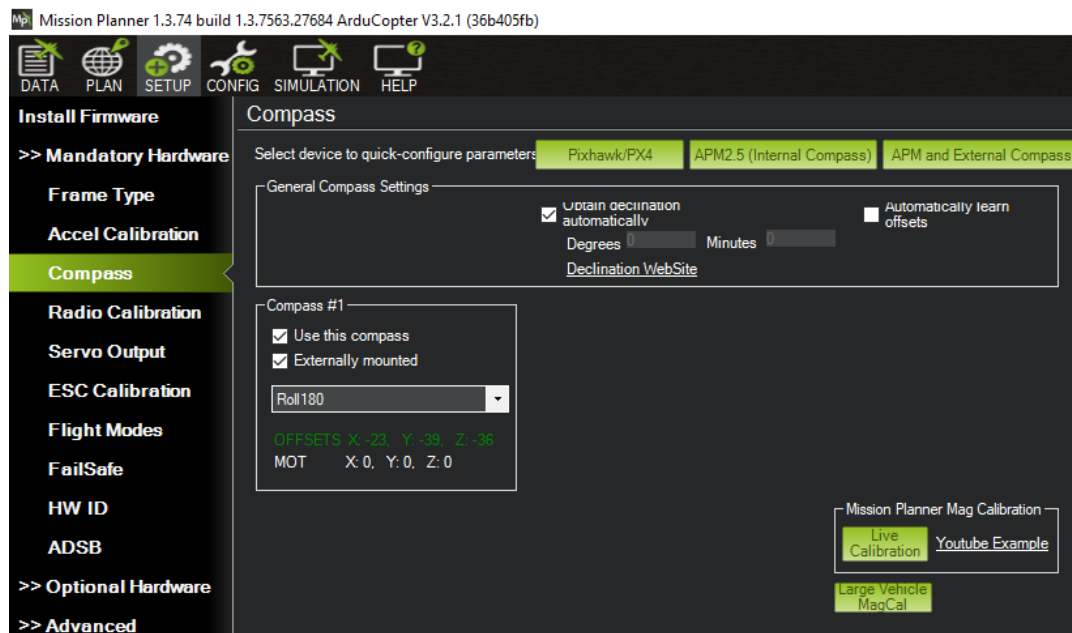 Mission Planner 1.3.74 build 1.3.7563.27684 ArduCopter V3.2.1 (36b405fb)
DATA PLAN SETUP CONFIG SIMULATION HELP
Install Firmware
>> Mandatory Hardware
Frame Type
Accel Calibration
Compass
Radio Calibration
Servo Output
ESC Calibration
Flight Modes
FailSafe
HW ID
ADSB
>> Optional Hardware
>> Advanced
Compass
Select device to quick-configure parameters
Pixhawk/PX4
APM2.5 (Internal Compass)
APM and External Compass
General Compass Settings
Obtain declination
automatically
Automatically learn
offsets
Degrees 0 Minutes 0
Declination WebSite
Compass #1
Use this compass
Externally mounted
Roll180
OFFSETS X: -23, Y: -39, Z: -36
MOT X: 0, Y: 0, Z: 0
Mission Planner Mag Calibration
Live
Calibration
Youtube Example
Large Vehicle
MagCal